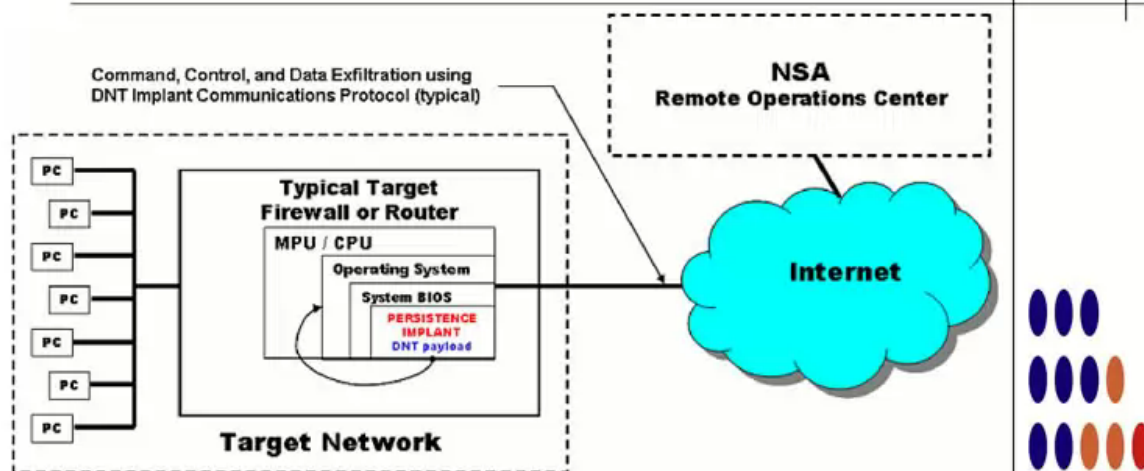 Command, Control, and Data Exfiltration using
DNT Implant Communications Protocol (typical)
NSA
Remote Operations Center
PC
PC
PC
PC
PC
PC
PC
Typical Target
Firewall or Router
MPU / CPU
Operating System
System BIOS
PERSISTENCE
IMPLANT
DNT payload
Internet
Target Network